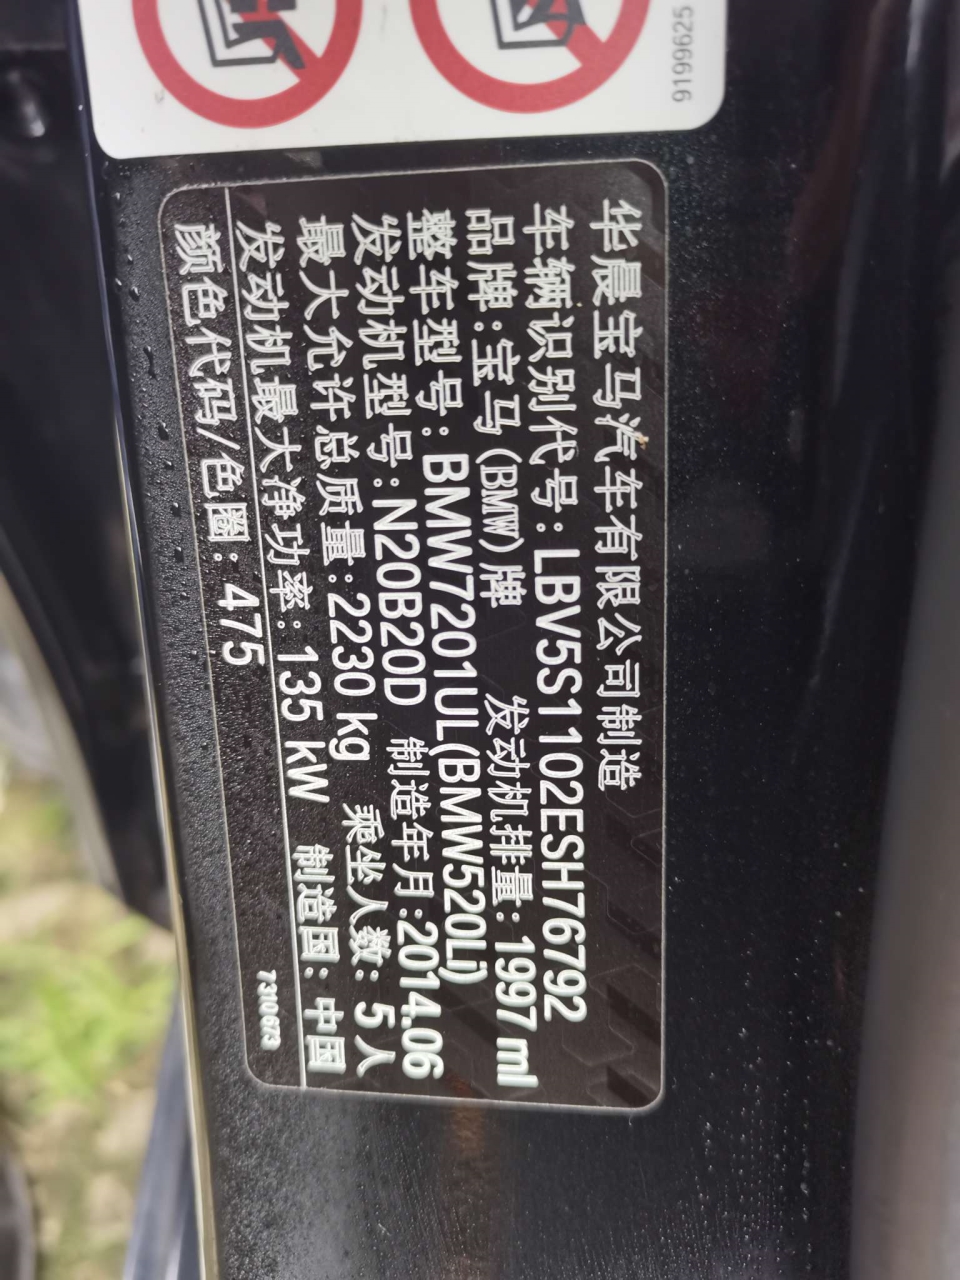 9199625
华晨宝马汽车有限公司制造
车辆识别代号: LBV5S1102ESH76792
品牌:宝马(BMW)牌 发动机排量: 1997 ml
整车型号: BMW7201UL(BMW520Li)
发动机型号: N20B20D 制造年月:2014.06
最大允许总质量:2230 kg 乘坐人数: 5人
发动机最大净功率: 135 kW 制造国: 中国
颜色代码/色圈: 475
7310673